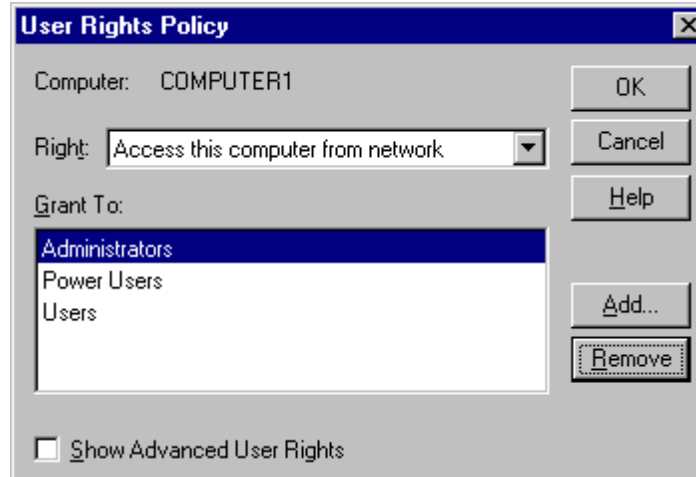 User Rights Policy
Computer: COMPUTER1
OK
Right: Access this computer from network
Cancel
Help
Grant To:
Administrators
Power Users
Users
Add...
Remove
Show Advanced User Rights